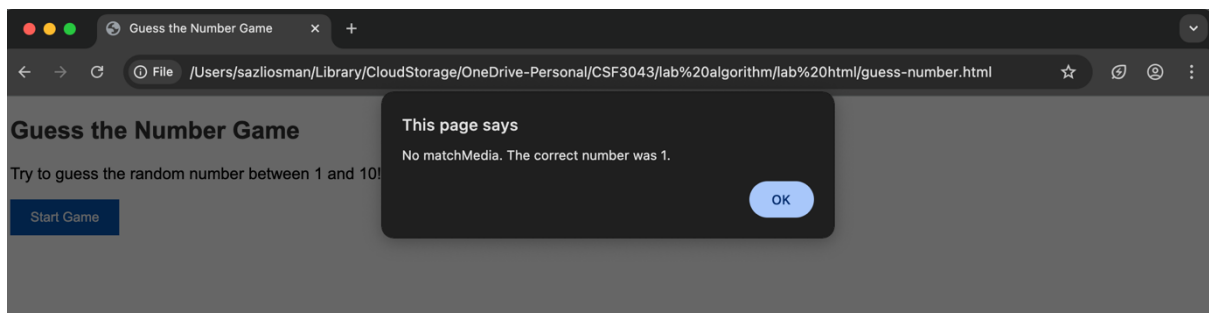 Guess the Number Game
File /Users/sazliosman/Library/CloudStorage/OneDrive-Personal/CSF3043/lab%20algorithm/lab%20html/guess-number.html
Guess the Number Game
Try to guess the random number between 1 and 10!
Start Game
This page says
No matchMedia. The correct number was 1.
OK